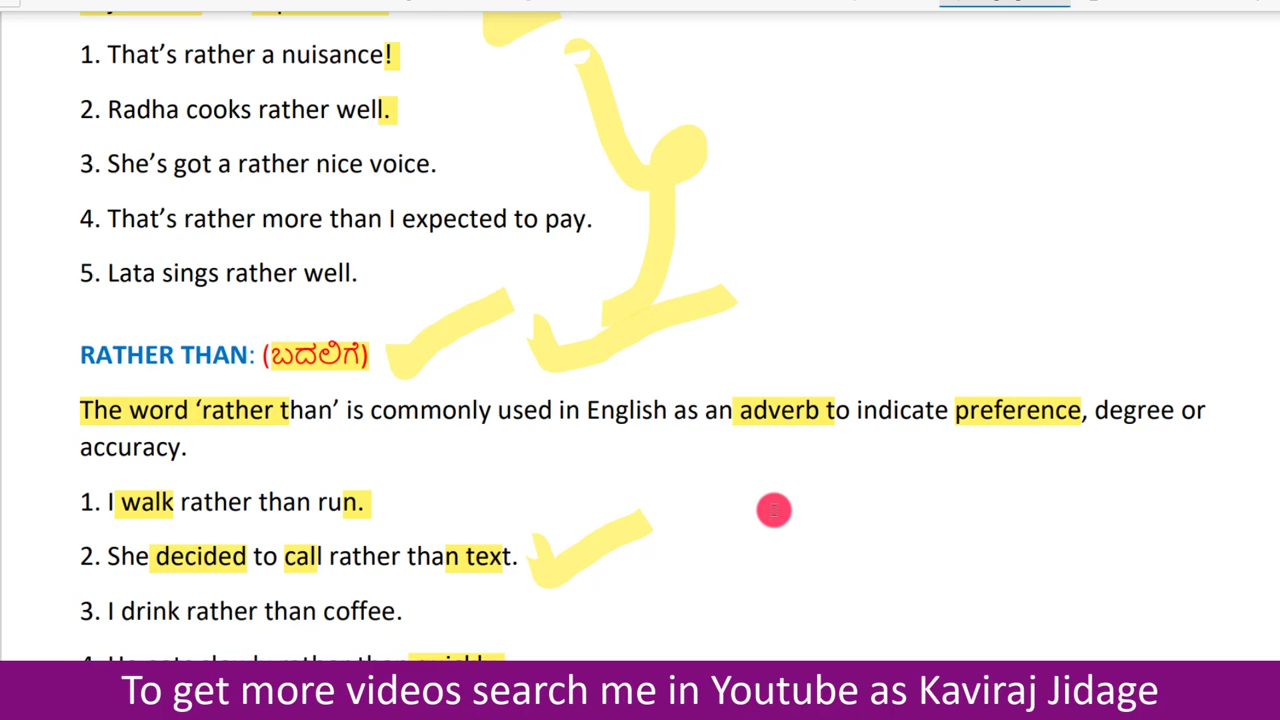 1. That’s rather a nuisance!
2. Radha cooks rather well.
3. She’s got a rather nice voice.
4. That’s rather more than I expected to pay.
5. Lata sings rather well.
RATHER THAN: (ಬದಲಿಗೆ)
The word ‘rather than’ is commonly used in English as an adverb to indicate preference, degree or
accuracy.
1. I walk rather than run.
2. She decided to call rather than text.
3. I drink rather than coffee.
To get more videos search me in Youtube as Kaviraj Jidage